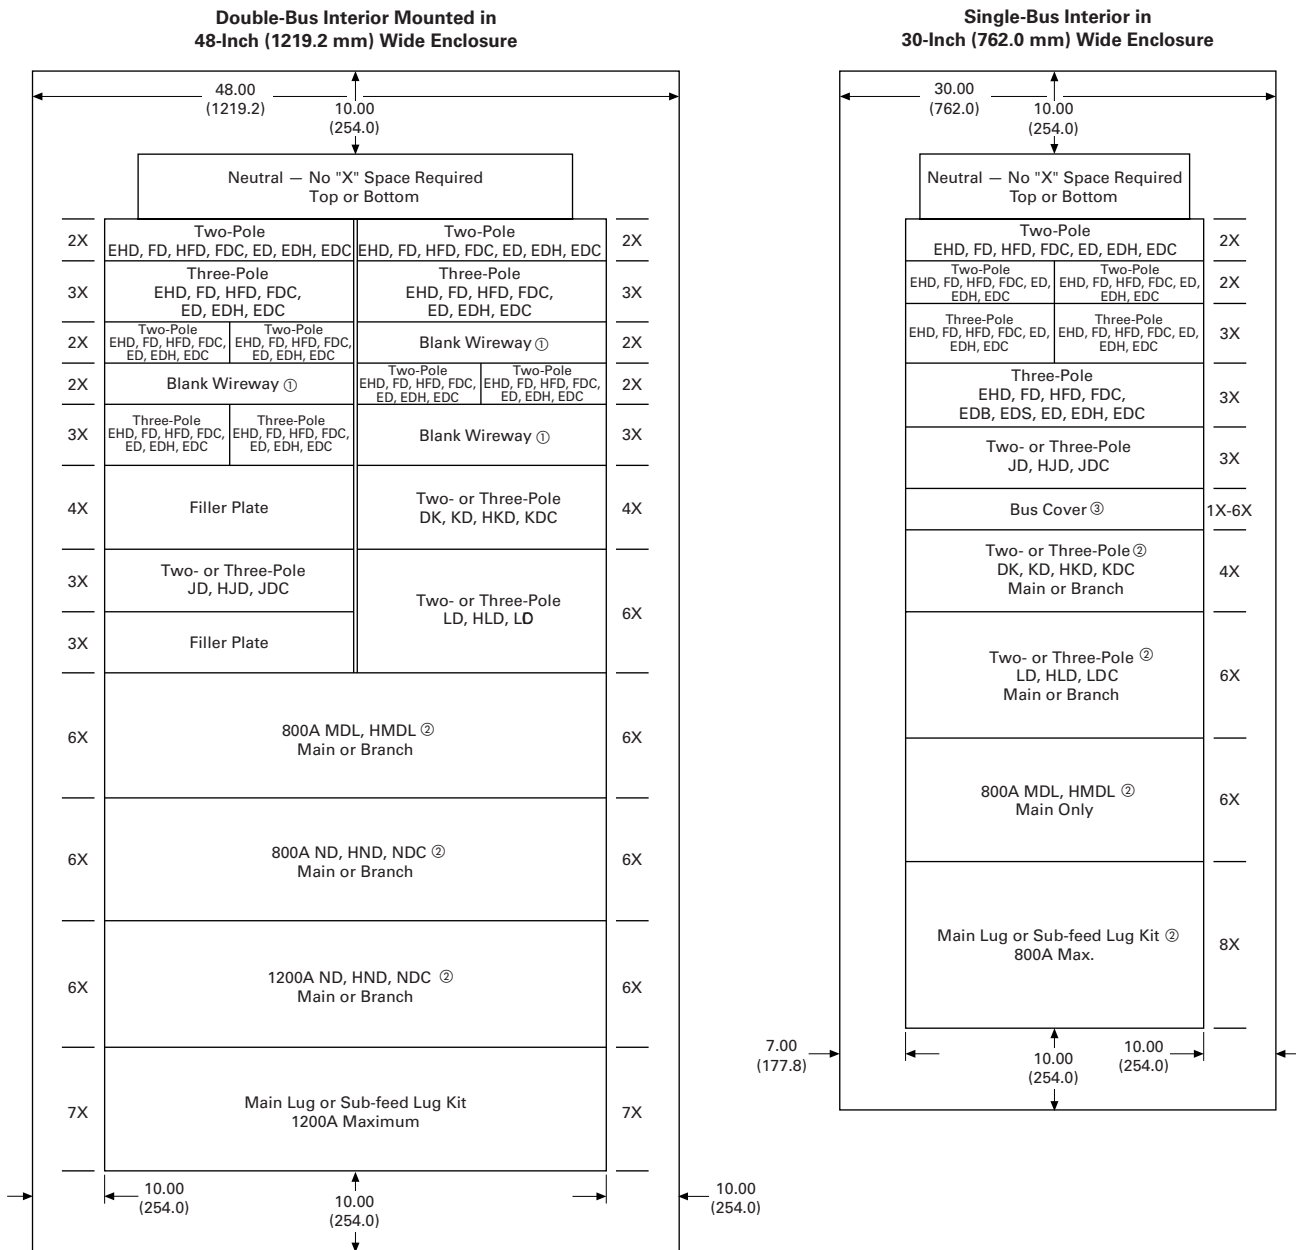 Double-Bus Interior Mounted in
48-Inch (1219.2 mm) Wide Enclosure
48.00
(1219.2)
10.00
(254.0)
Neutral — No "X" Space Required
Top or Bottom
2X
Two-Pole
EHD, FD, HFD, FDC, ED, EDH, EDC
Two-Pole
EHD, FD, HFD, FDC, ED, EDH, EDC
2X
3X
Three-Pole
EHD, FD, HFD, FDC,
ED, EDH, EDC
Three-Pole
EHD, FD, HFD, FDC,
ED, EDH, EDC
3X
2X
Two-Pole
EHD, FD, HFD, FDC,
ED, EDH, EDC
Two-Pole
EHD, FD, HFD, FDC,
ED, EDH, EDC
Blank Wireway ①
2X
2X
Blank Wireway ①
Two-Pole
EHD, FD, HFD, FDC,
ED, EDH, EDC
Two-Pole
EHD, FD, HFD, FDC,
ED, EDH, EDC
2X
3X
Three-Pole
EHD, FD, HFD, FDC,
ED, EDH, EDC
Three-Pole
EHD, FD, HFD, FDC,
ED, EDH, EDC
Blank Wireway ①
3X
4X
Filler Plate
Two- or Three-Pole
DK, KD, HKD, KDC
4X
3X
Two- or Three-Pole
JD, HJD, JDC
Two- or Three-Pole
LD, HLD,
6X
3X
Filler Plate
6X
800A MDL, HMDL ②
Main or Branch
6X
6X
800A ND, HND, NDC ②
Main or Branch
6X
6X
1200A ND, HND, NDC ②
Main or Branch
6X
7X
Main Lug or Sub-feed Lug Kit
1200A Maximum
7X
10.00
(254.0)
10.00
(254.0)
10.00
(254.0)
Single-Bus Interior in
30-Inch (762.0 mm) Wide Enclosure
30.00
(762.0)
10.00
(254.0)
Neutral — No "X" Space Required
Top or Bottom
Two-Pole
EHD, FD, HFD, FDC, ED, EDH, EDC
2X
Two-Pole
EHD, FD, HFD, FDC, ED,
EDH, EDC
Two-Pole
EHD, FD, HFD, FDC, ED,
EDH, EDC
2X
Three-Pole
EHD, FD, HFD, FDC, ED,
EDH, EDC
Three-Pole
EHD, FD, HFD, FDC, ED,
EDH, EDC
3X
Three-Pole
EHD, FD, HFD, FDC,
EDB, EDS, ED, EDH, EDC
3X
Two- or Three-Pole
JD, HJD, JDC
3X
Bus Cover ③
1X-6X
Two- or Three-Pole ②
DK, KD, HKD, KDC
Main or Branch
4X
Two- or Three-Pole ②
LD, HLD, LDC
Main or Branch
6X
800A MDL, HMDL ②
Main Only
6X
Main Lug or Sub-feed Lug Kit ②
800A Max.
8X
7.00
(177.8)
10.00
(254.0)
10.00
(254.0)